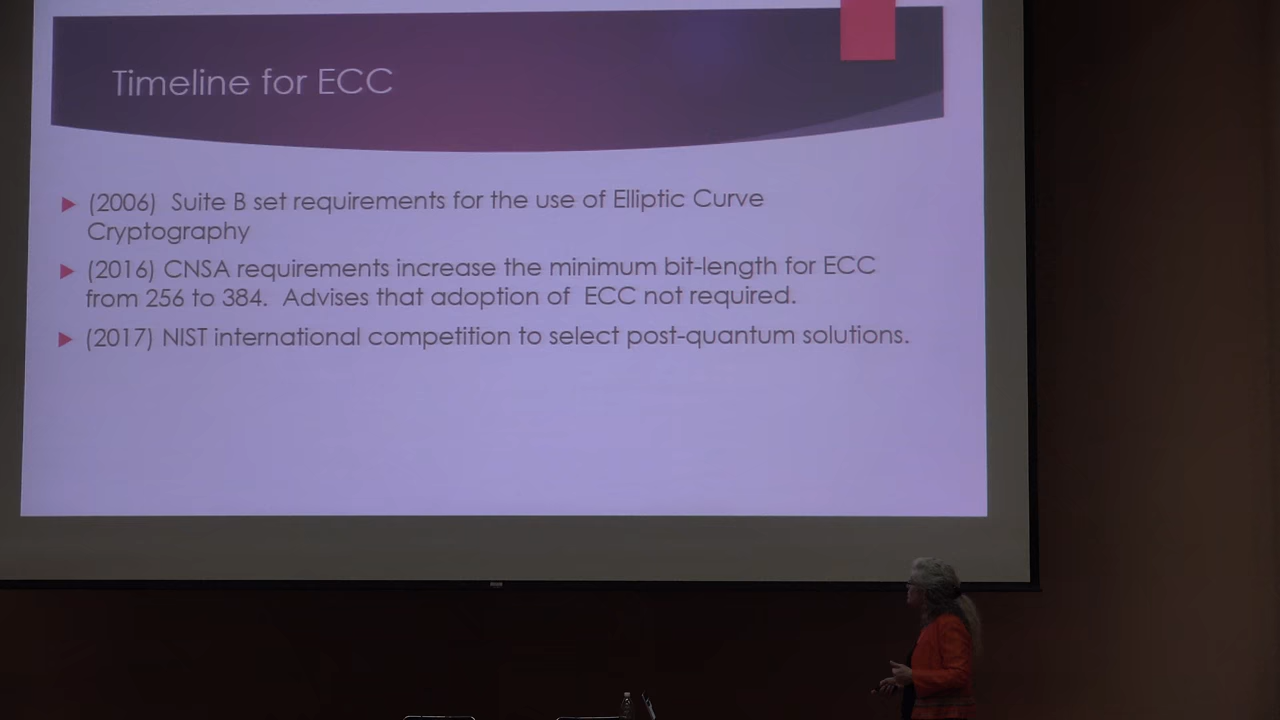 Timeline for ECC
(2006) Suite B set requirements for the use of Elliptic Curve
Cryptography
(2016) CNSA requirements increase the minimum bit-length for ECC
from 256 to 384. Advises that adoption of ECC not required.
(2017) NIST international competition to select post-quantum solutions.